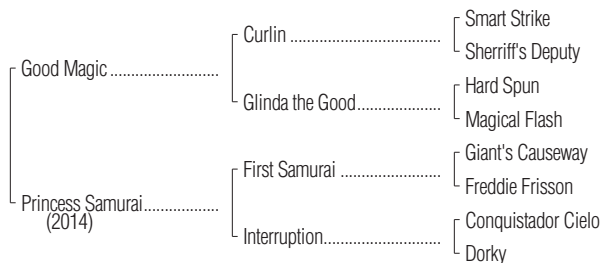 Smart Strike
Curlin ........................................
Sherriff's Deputy
Good Magic ............................
Hard Spun
Glinda the Good......................
Magical Flash
Giant's Causeway
First Samurai ..........................
Freddie Frisson
Princess Samurai...................
(2014)
Conquistador Cielo
Interruption...............................
Dorky